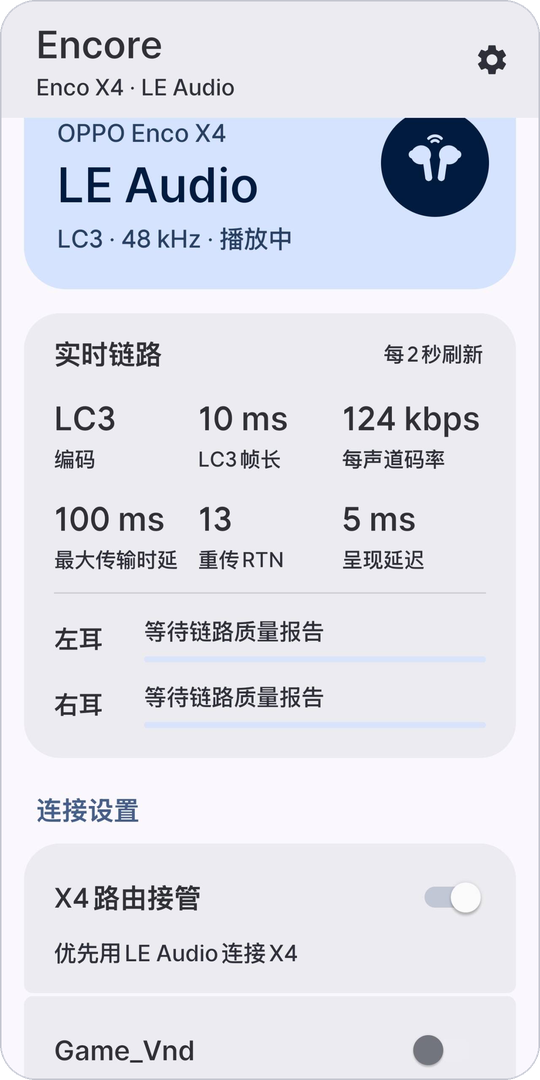 Encore
Enco X4 · LE Audio
OPPO Enco X4
LE Audio
LC3 · 48 kHz · 播放中
实时链路
每2秒刷新
LC3
10 ms
124 kbps
编码
LC3帧长
每声道码率
100 ms
13
5 ms
最大传输时延
重传RTN
呈现延迟
左耳
等待链路质量报告
右耳
等待链路质量报告
连接设置
X4路由接管
优先用LE Audio连接X4
Game_Vnd